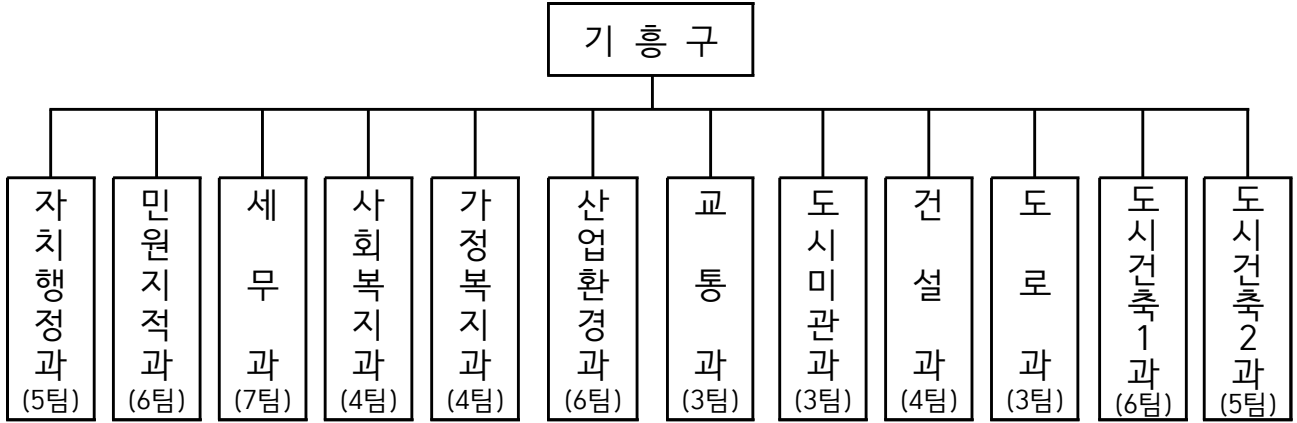 기 흥 구
자치행정과
(5팀)
민원지적과
(6팀)
세무과
(7팀)
사회복지과
(4팀)
가정복지과
(4팀)
산업환경과
(6팀)
교통과
(3팀)
도시미관과
(3팀)
건설과
(4팀)
도로과
(3팀)
도시건축1과
(6팀)
도시건축2과
(5팀)